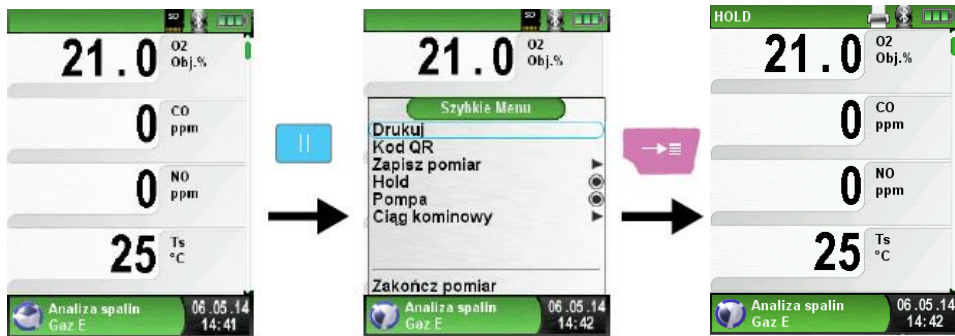 21.0 O2 Obj.%
0 CO ppm
0 NO ppm
25 Ts °C
Analiza spalin 06.05.14
Gaz E 14:41
SD
21.0 O2 Obj.%
Szybkie Menu
Drukuj
Kod QR
Zapisz pomiar
Hold
Pompa
Ciąg kominowy
Zakończ pomiar
Analiza spalin 06.05.14
Gaz E 14:42
SD
HOLD
21.0 O2 Obj.%
0 CO ppm
0 NO ppm
25 Ts °C
Analiza spalin 06.05.14
Gaz E 14:42